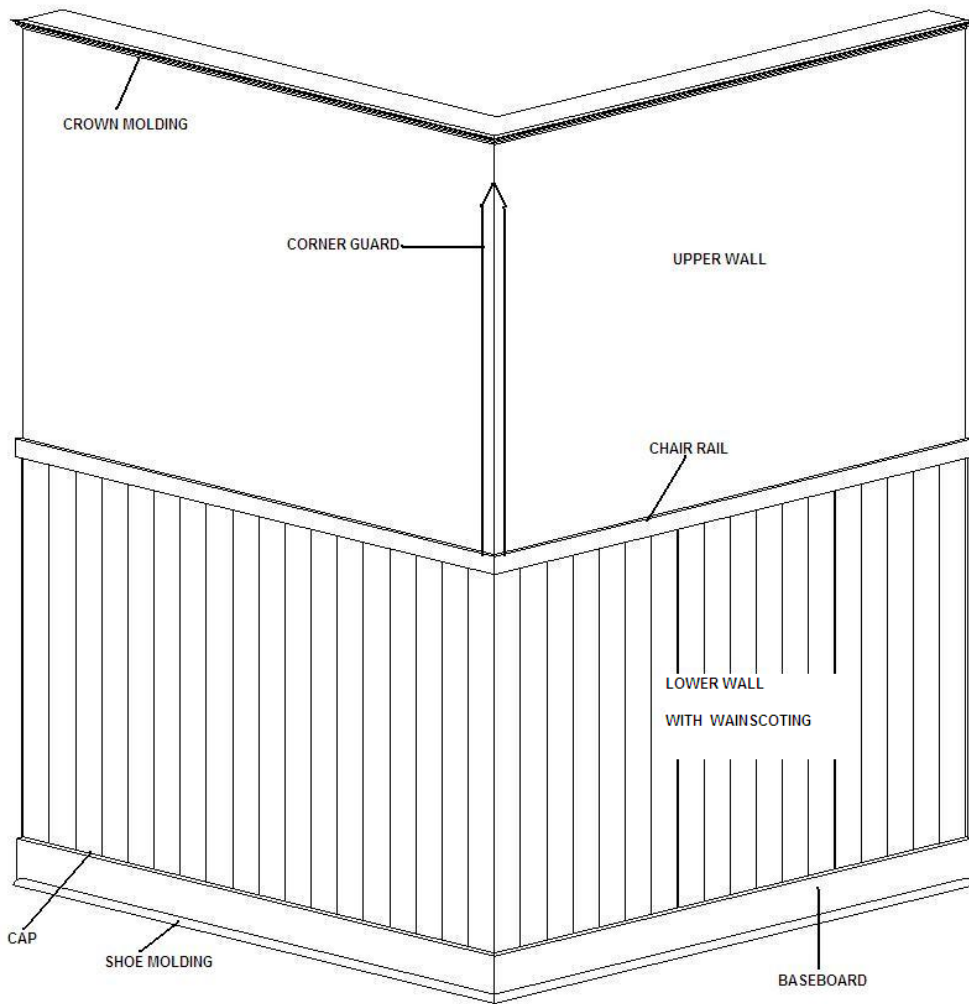 CROWN MOLDING
CORNER GUARD
UPPER WALL
CHAIR RAIL
LOWER WALL
WITH WAINSCOTING
CAP
SHOE MOLDING
BASEBOARD